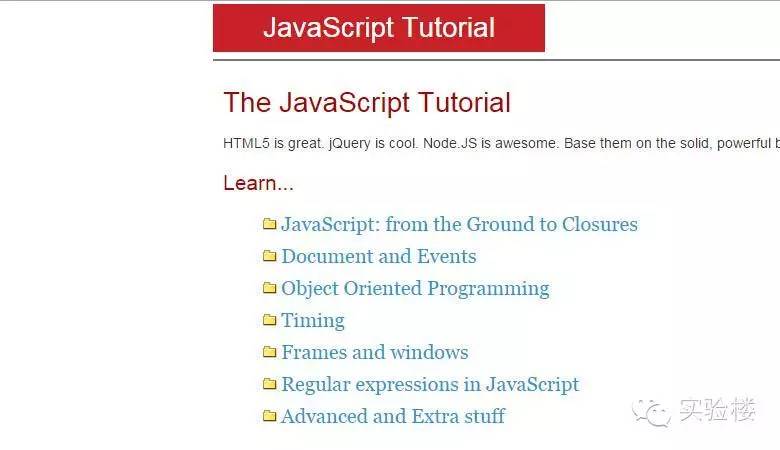 JavaScript Tutorial
The JavaScript Tutorial
HTML5 is great. jQuery is cool. Node.JS is awesome. Base them on the solid, powerful
Learn...
JavaScript: from the Ground to Closures
Document and Events
Object Oriented Programming
Timing
Frames and windows
Regular expressions in JavaScript
Advanced and Extra stuff
实验楼